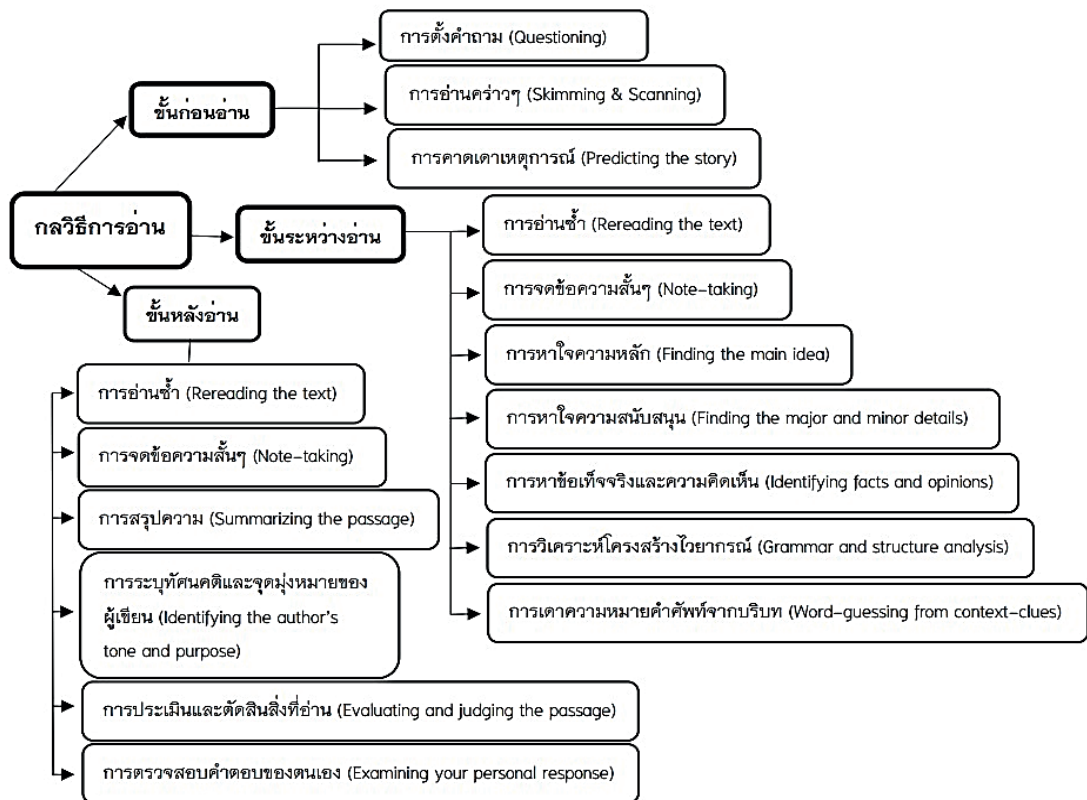 กลวิธีการอ่าน
ขั้นก่อนอ่าน
การตั้งคำถาม (Questioning)
การอ่านคร่าวๆ (Skimming & Scanning)
การคาดเดาเหตุการณ์ (Predicting the story)
ขั้นระหว่างอ่าน
การอ่านซ้ำ (Rereading the text)
การจดข้อความสั้นๆ (Note-taking)
การหาใจความหลัก (Finding the main idea)
การหาใจความสนับสนุน (Finding the major and minor details)
การหาข้อเท็จจริงและความคิดเห็น (Identifying facts and opinions)
การวิเคราะห์โครงสร้างไวยากรณ์ (Grammar and structure analysis)
การเดาความหมายคำศัพท์จากบริบท (Word-guessing from context-clues)
ขั้นหลังอ่าน
การอ่านซ้ำ (Rereading the text)
การจดข้อความสั้นๆ (Note-taking)
การสรุปความ (Summarizing the passage)
การระบุทัศนคติและจุดมุ่งหมายของ
ผู้เขียน (Identifying the author's
tone and purpose)
การประเมินและตัดสินสิ่งที่อ่าน (Evaluating and judging the passage)
การตรวจสอบคำตอบของตนเอง (Examining your personal response)